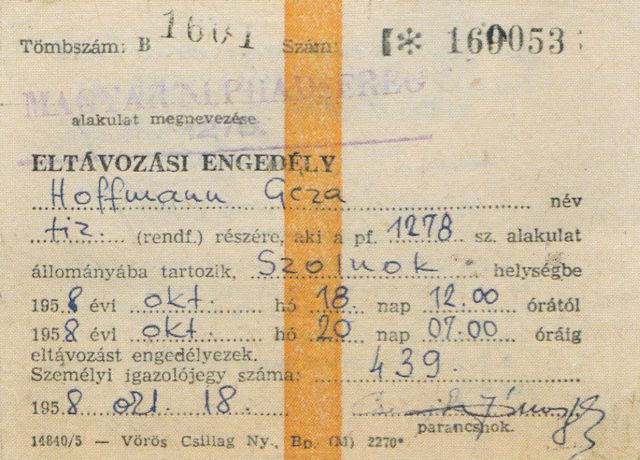 Tömbszám: B 1601 Szám: * 160053
MAGYAR NÉPHADSEREG
alakulat megnevezése
1278.
ELTÁVOZÁSI ENGEDÉLY
Hoffmann Géza név
tiz. (rendf.) részére, aki a pf. 1278 sz. alakulat
állományába tartozik, Szolnok helységbe
1958 évi okt. hó 18. nap 12.00 órától
1958 évi okt. hó 20 nap 07.00 óráig
eltávozást engedélyezek.
Személyi igazolójegy száma: 439.
1958 okt. 18.
parancsnok.
14840/5 — Vörös Csillag Ny., Bp. (M) 2270*